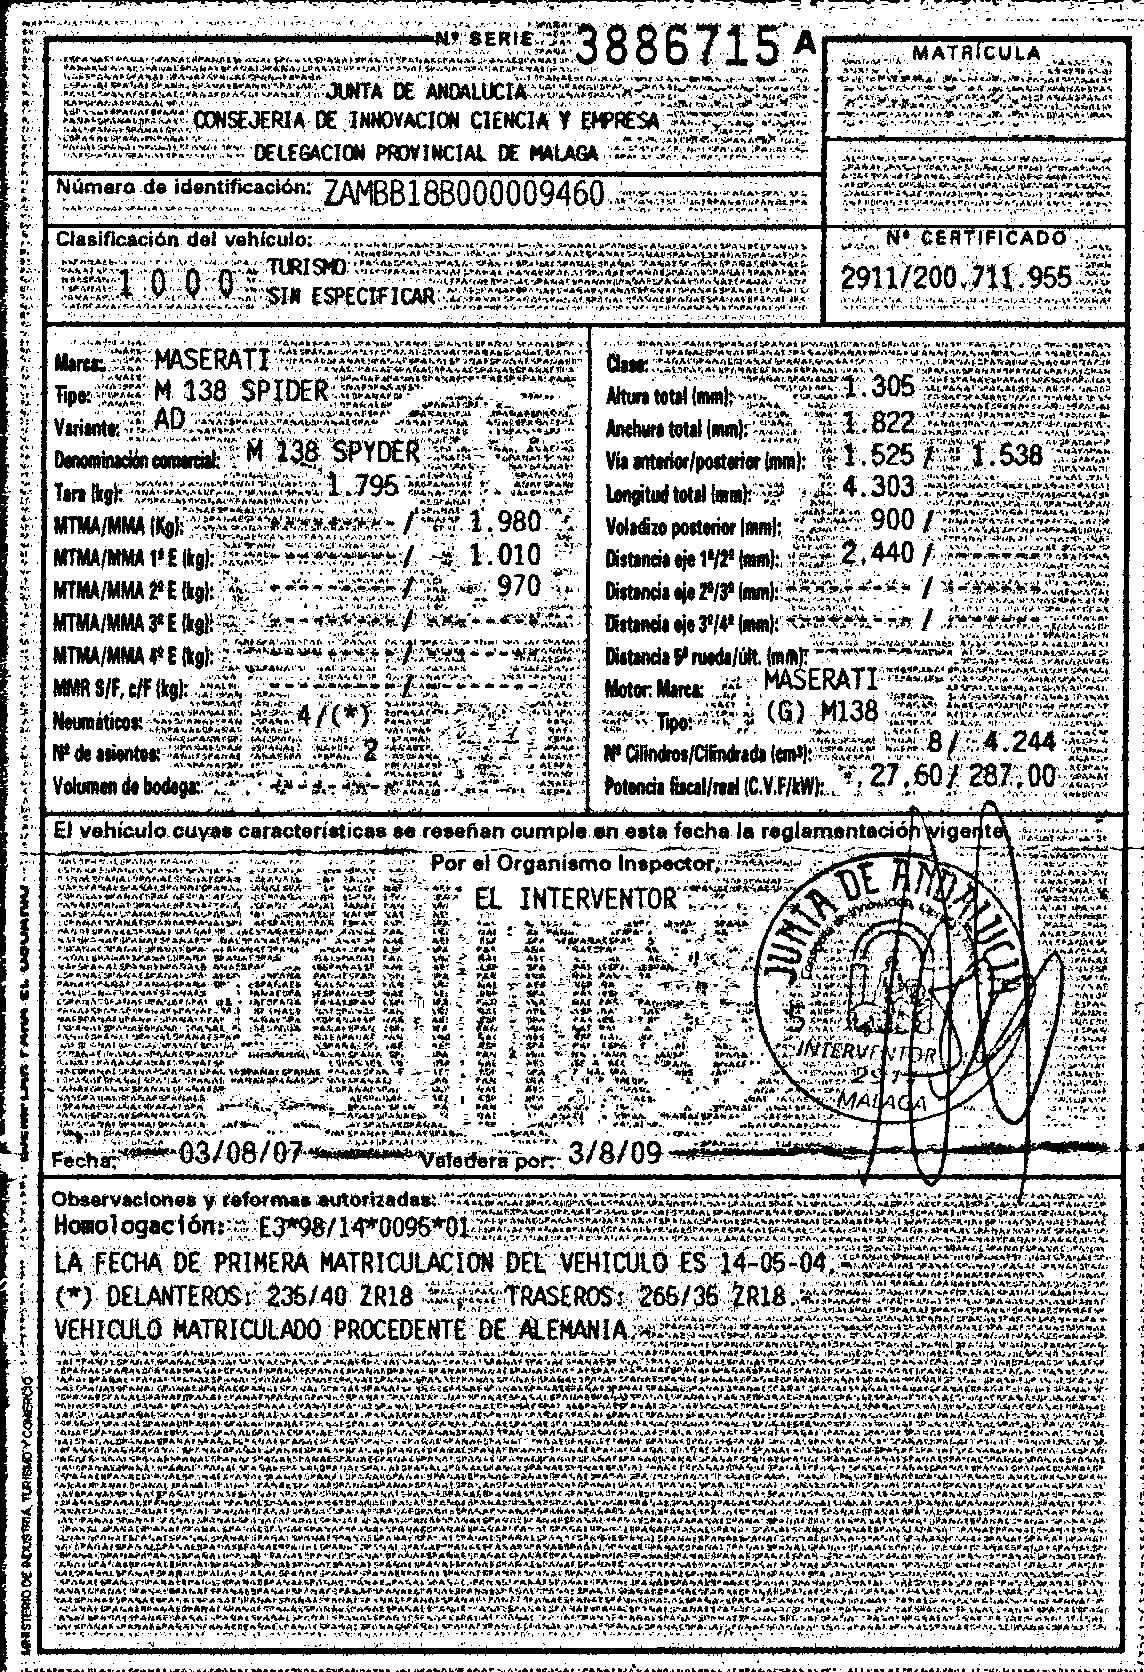 Nº SERIE 3886715 A
MATRÍCULA
JUNTA DE ANDALUCIA
CONSEJERIA DE INNOVACION CIENCIA Y EMPRESA
DELEGACION PROVINCIAL DE MALAGA
Número de identificación: ZAMBB18B000009460
Clasificación del vehículo:
1 0 0 0 TURISMO
SIN ESPECIFICAR
Nº CERTIFICADO
2911/200.711.955
Marca: MASERATI
Tipo: M 138 SPIDER
Variante: AD
Denominación comercial: M 138 SPYDER
Tara (kg): 1.795
MTMA/MMA (Kg): -------- / 1.980
MTMA/MMA 1º E (kg): -------- / 1.010
MTMA/MMA 2º E (kg): -------- / 970
MTMA/MMA 3º E (kg): -------- / --------
MTMA/MMA 4º E (kg): -------- / --------
MMR S/F, c/F (kg): -------- / --------
Neumáticos: 4/(*)
Nº de asientos: 2
Volumen de bodega: --------
Clase:
Altura total (mm): 1.305
Anchura total (mm): 1.822
Vía anterior/posterior (mm): 1.525 / 1.538
Longitud total (mm): 4.303
Voladizo posterior (mm): 900 /
Distancia eje 1º/2º (mm): 2.440 /
Distancia eje 2º/3º (mm): -------- / --------
Distancia eje 3º/4º (mm): -------- / --------
Distancia 5ª rueda/últ. (mm): --------
Motor: Marca: MASERATI
Tipo: (G) M138
Nº Cilindros/Cilindrada (cm³): 8/ 4.244
Potencia fiscal/real (C.V.F/kW): 27,60/ 287,00
El vehículo cuyas características se reseñan cumple en esta fecha la reglamentación vigente
Por el Organismo Inspector,
EL INTERVENTOR
JUNTA DE ANDALUCIA
INTERVENTOR
291
MALAGA
Fecha: 03/08/07 Valedera por: 3/8/09
Observaciones y reformas autorizadas:
Homologación: E3*98/14*0095*01
LA FECHA DE PRIMERA MATRICULACION DEL VEHICULO ES 14-05-04.
(*) DELANTEROS: 235/40 ZR18 , TRASEROS: 265/35 ZR18.
VEHICULO MATRICULADO PROCEDENTE DE ALEMANIA.
MINISTERIO DE INDUSTRIA, TURISMO Y COMERCIO